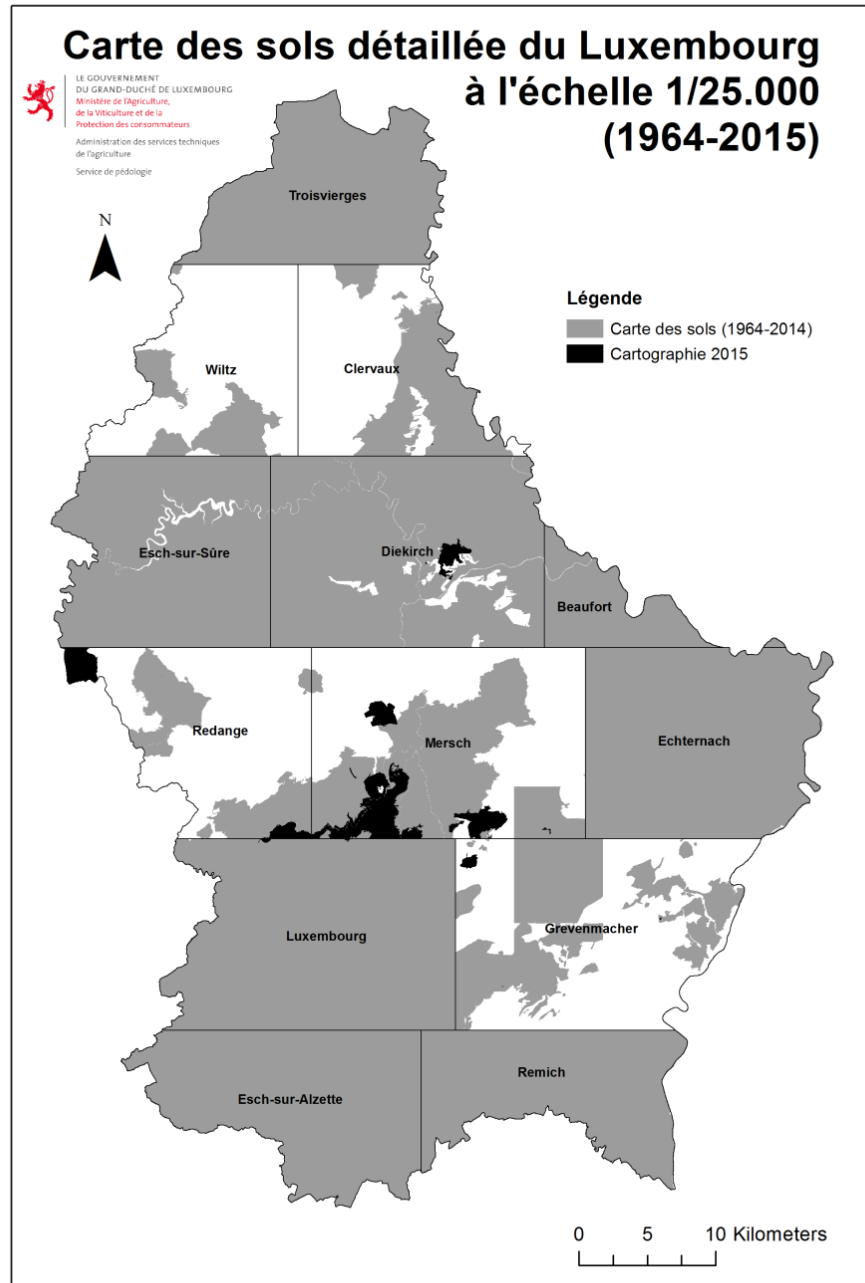 Carte des sols détaillée du Luxembourg
à l'échelle 1/25.000
(1964-2015)
LE GOUVERNEMENT
DU GRAND-DUCHÉ DE LUXEMBOURG
Ministère de l'Agriculture,
de la Viticulture et de la
Protection des consommateurs
Administration des services techniques
de l'agriculture
Service de pédologie
N
Troisvierges
Légende
Carte des sols (1964-2014)
Cartographie 2015
Wiltz
Clervaux
Esch-sur-Sûre
Diekirch
Beaufort
Redange
Mersch
Echternach
Luxembourg
Grevenmacher
Esch-sur-Alzette
Remich
0 5 10 Kilometers